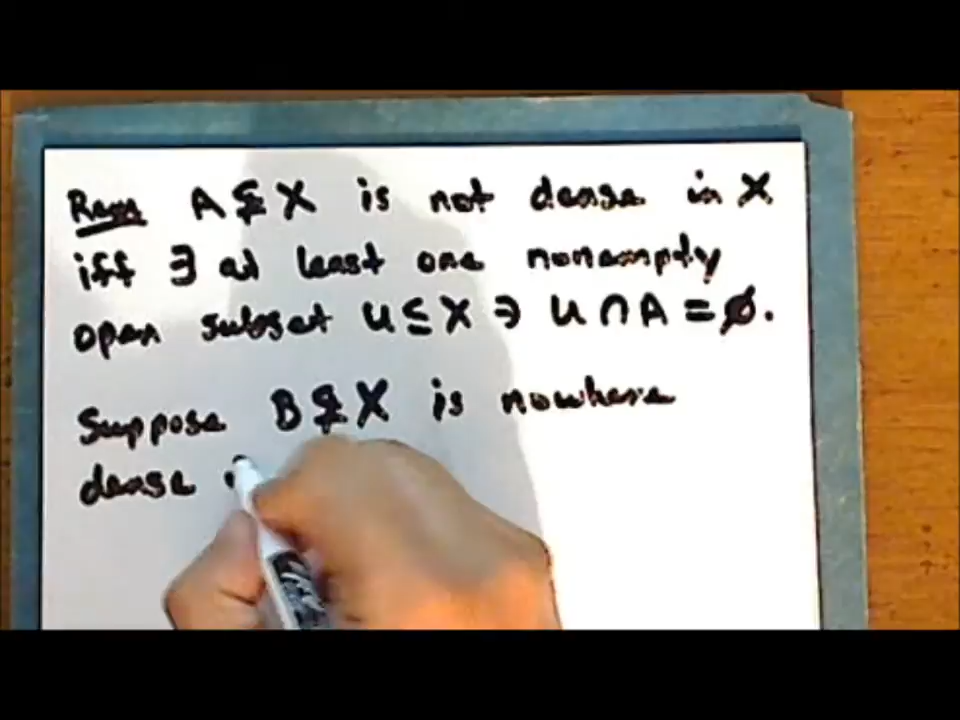 Rem A ⊊ X is not dense in X
iff ∃ at least one nonempty
open subset U ⊆ X ∋ U ∩ A = ∅.
Suppose B ⊊ X is nowhere
dense i